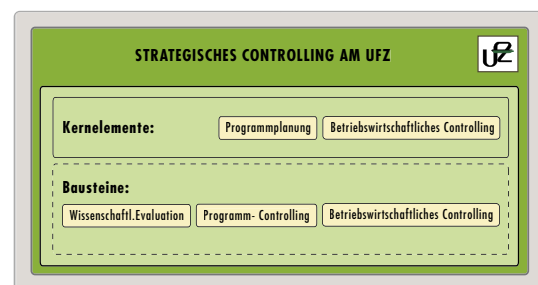 STRATEGISCHES CONTROLLING AM UFZ
UFZ
Kernelemente:
Programmplanung
Betriebswirtschaftliches Controlling
Bausteine:
Wissenschaftl.Evaluation
Programm- Controlling
Betriebswirtschaftliches Controlling